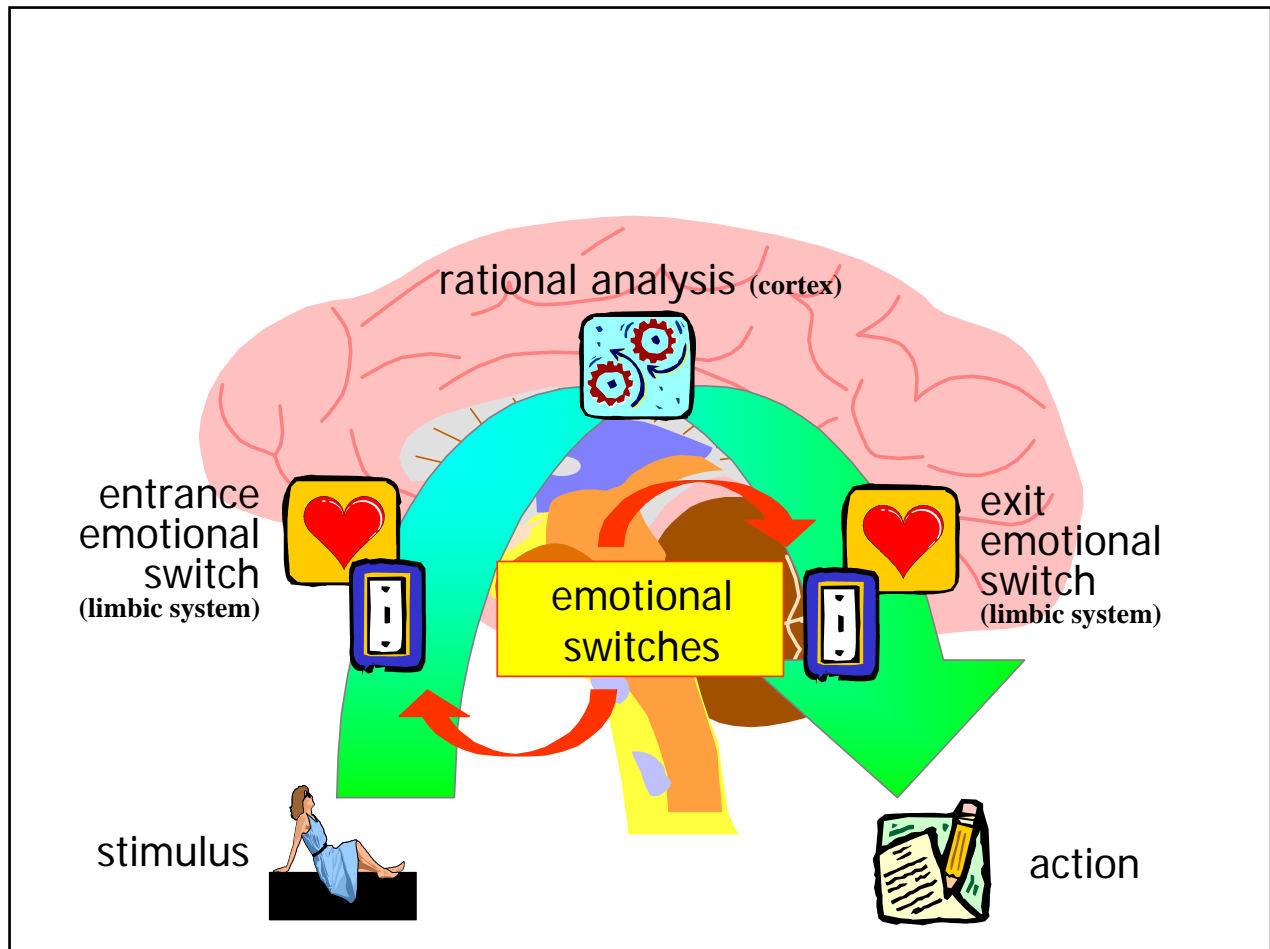 rational analysis (cortex)
entrance
emotional
switch
(limbic system)
exit
emotional
switch
(limbic system)
emotional
switches
stimulus
action